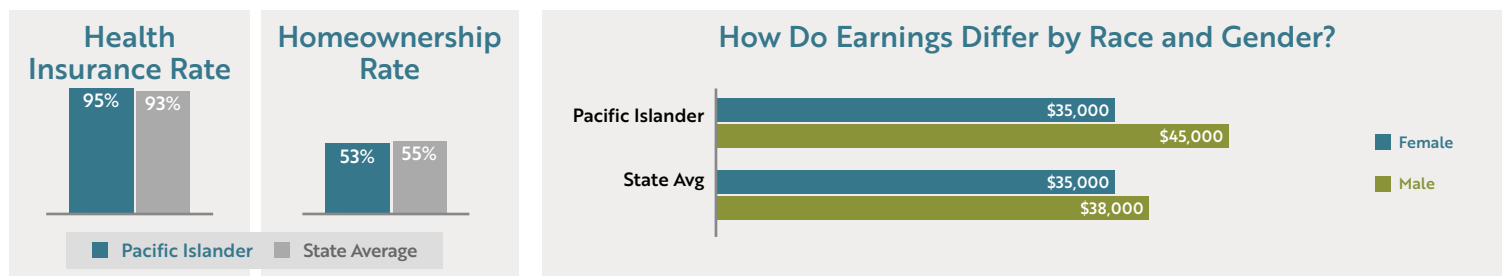 Health
Insurance Rate
95%
93%
Homeownership
Rate
53%
55%
Pacific Islander
State Average
How Do Earnings Differ by Race and Gender?
Pacific Islander
$35,000
$45,000
State Avg
$35,000
$38,000
Female
Male